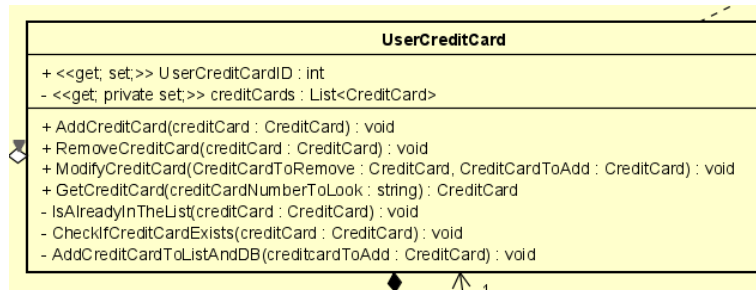 UserCreditCard
+ <<get; set;>> UserCreditCardID : int
- <<get; private set;>> creditCards : List<CreditCard>
+ AddCreditCard(creditCard : CreditCard) : void
+ RemoveCreditCard(creditCard : CreditCard) : void
+ ModifyCreditCard(CreditCardToRemove : CreditCard, CreditCardToAdd : CreditCard) : void
+ GetCreditCard(creditCardNumberToLook : string) : CreditCard
- IsAlreadyInTheList(creditCard : CreditCard) : void
- CheckIfCreditCardExists(creditCard : CreditCard) : void
- AddCreditCardToListAndDB(creditcardToAdd : CreditCard) : void
1